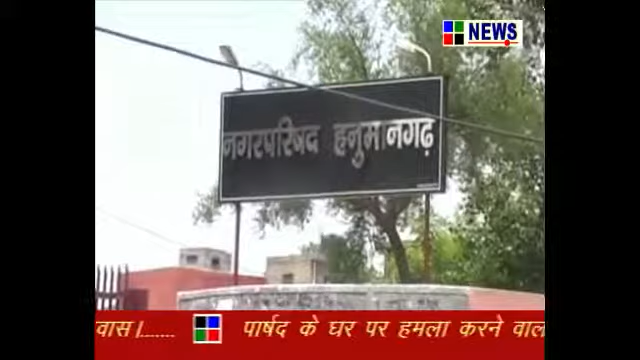 NEWS
नगरपरिषद हनुमानगढ़
वास।....... पार्षद के घर पर हमला करने वाल